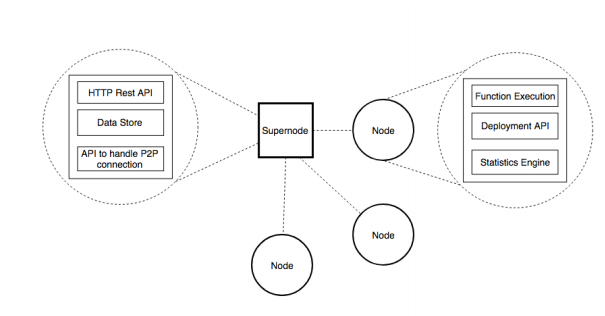 HTTP Rest API
Data Store
API to handle P2P
connection
Supernode
Node
Function Execution
Deployment API
Statistics Engine
Node
Node